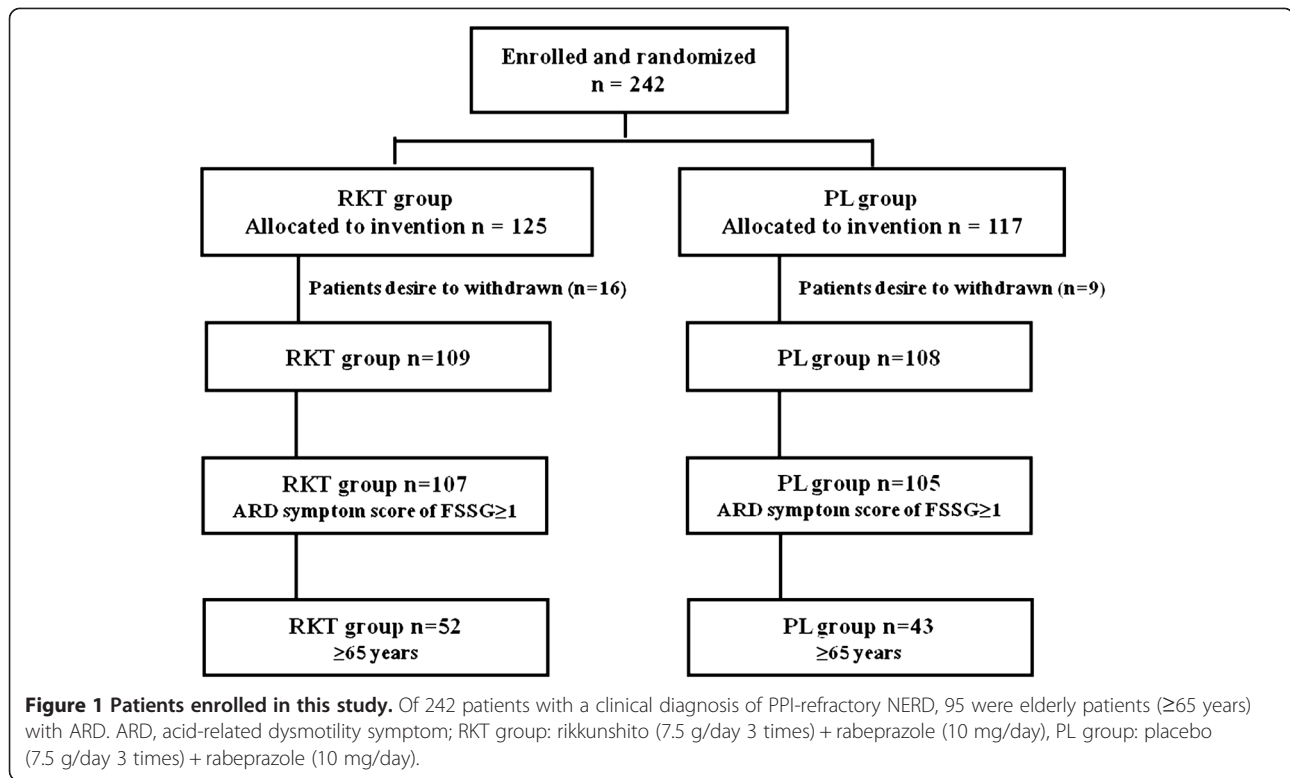 Enrolled and randomized
n = 242
RKT group
Allocated to invention n = 125
PL group
Allocated to invention n = 117
Patients desire to withdrawn (n=16)
Patients desire to withdrawn (n=9)
RKT group n=109
PL group n=108
RKT group n=107
ARD symptom score of FSSG≥1
PL group n=105
ARD symptom score of FSSG≥1
RKT group n=52
≥65 years
PL group n=43
≥65 years
Figure 1 Patients enrolled in this study. Of 242 patients with a clinical diagnosis of PPI-refractory NERD, 95 were elderly patients (≥65 years)
with ARD. ARD, acid-related dysmotility symptom; RKT group: rikkunshito (7.5 g/day 3 times) + rabeprazole (10 mg/day), PL group: placebo
(7.5 g/day 3 times) + rabeprazole (10 mg/day).